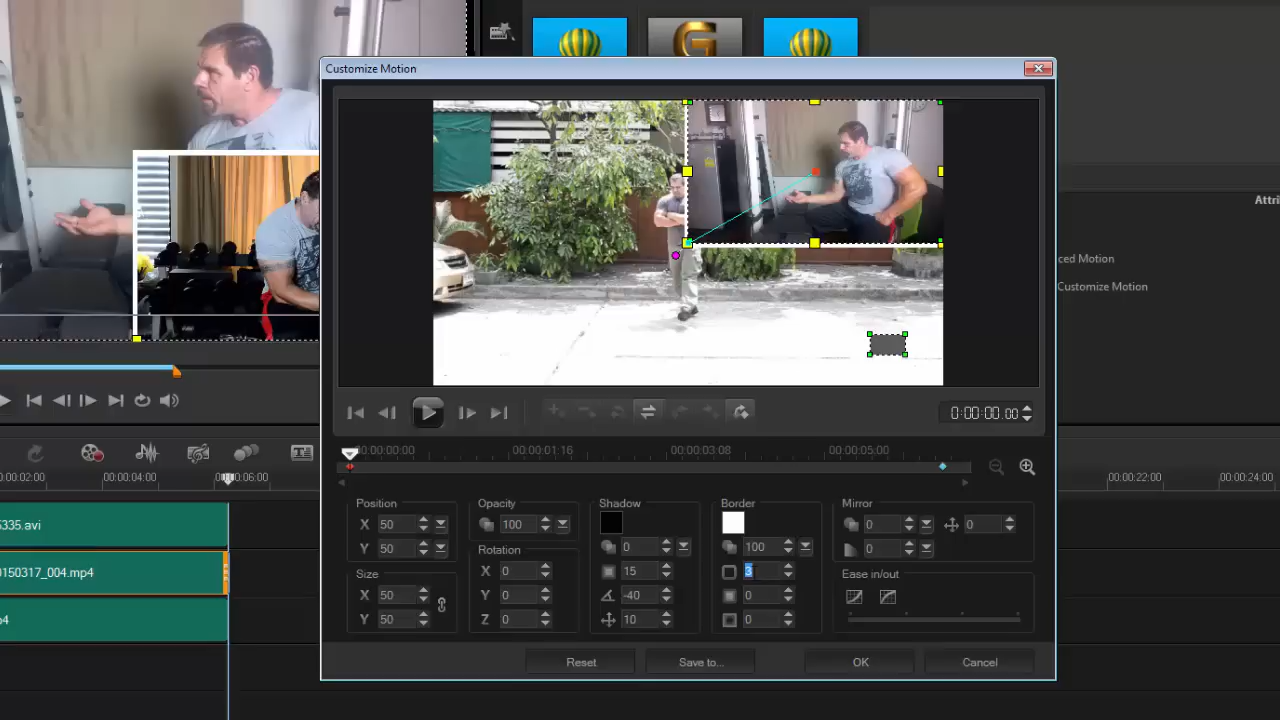 Customize Motion
Attri
ced Motion
Customize Motion
0:00:00.00
00:00:00:00 00:00:01:16 00:00:03:08 00:00:05:00
0:00:02:00 00:00:04:00 00:00:06:00 00:00:22:00 00:00:24:00
5335.avi
0150317_004.mp4
p4
Position
X 50
Y 50
Size
X 50
Y 50
Opacity
100
Rotation
X 0
Y 0
Z 0
Shadow
0
15
-40
10
Border
100
3
0
0
Mirror
0 0
0
Ease in/out
Reset Save to... OK Cancel